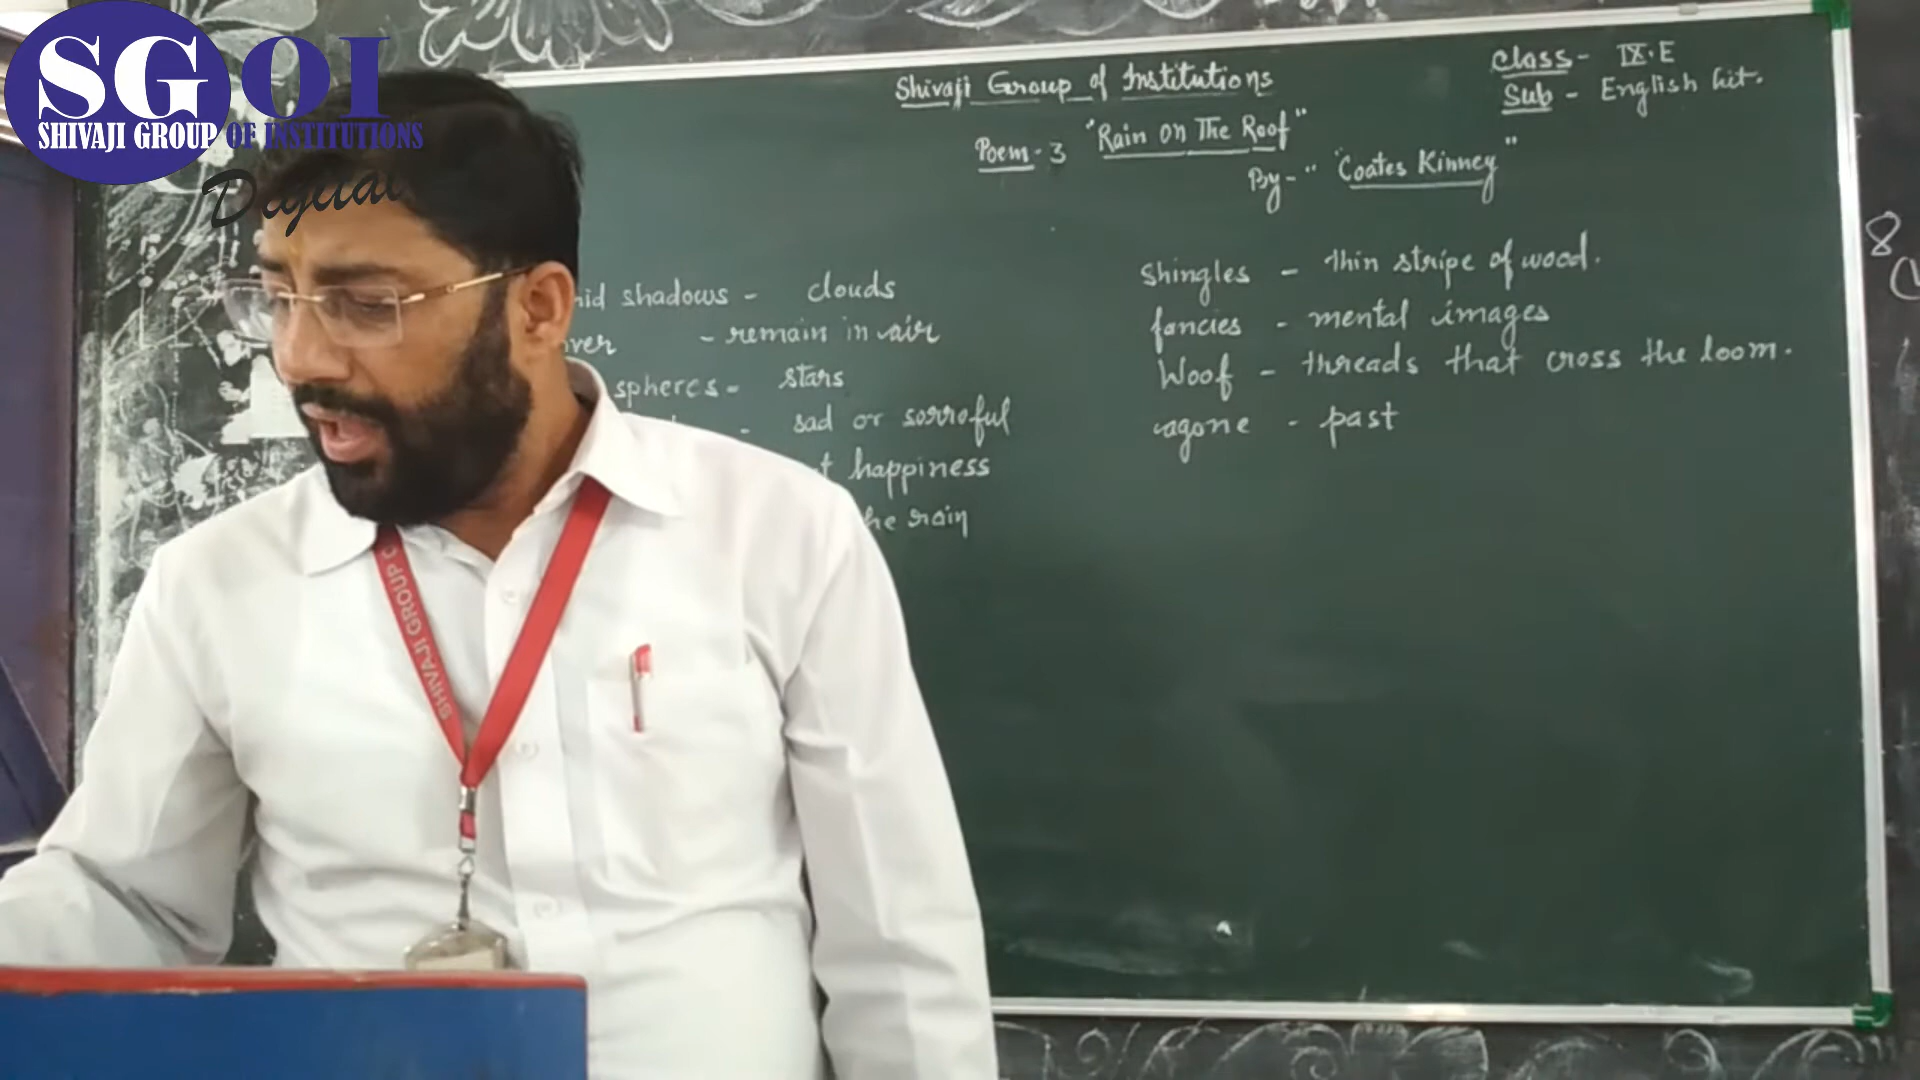 SGOI
SHIVAJI GROUP OF INSTITUTIONS
Digital
Shivaji Group of Institutions
Class - IX.E
Sub - English Lit.
Poem - 3 "Rain on The Roof"
By - " Coates Kinney "
shadows - clouds
- remain in air
spheres - stars
- sad or sorroful
happiness
rain
Shingles - thin stripe of wood.
fancies - mental images
Woof - threads that cross the loom.
agone - past
SHIVAJI GROUP
8